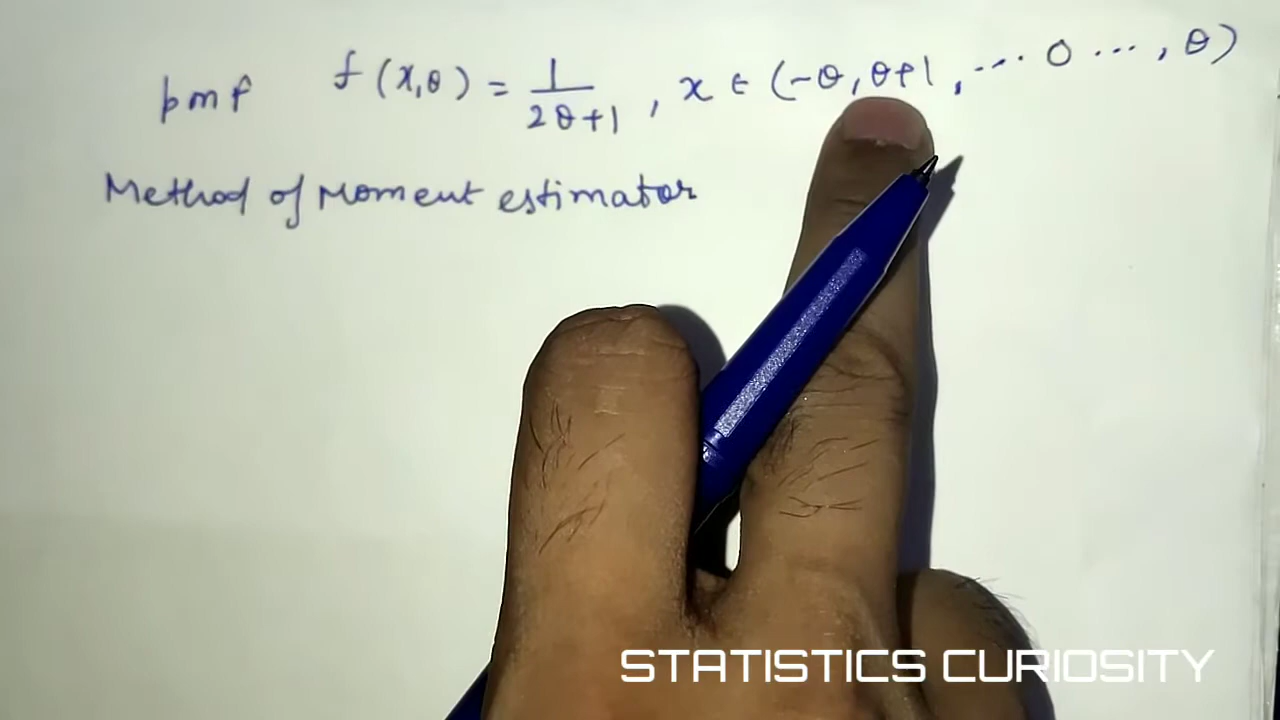 pmf f(x,θ) = 1/2θ+1 , x ∈ (-θ, θ+1, ... 0 ..., θ)
Method of Moment estimator
STATISTICS CURIOSITY